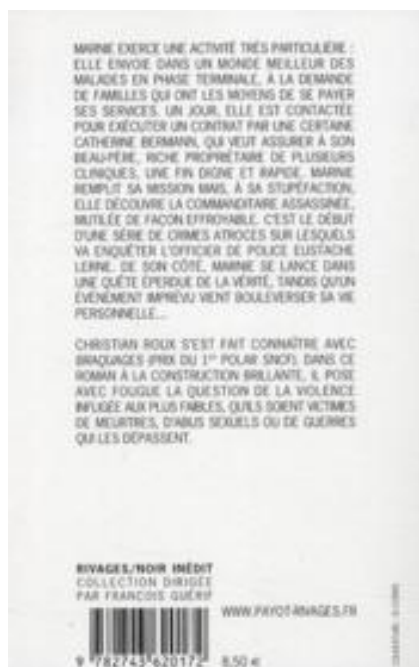 MARNIE EXERCE UNE ACTIVITÉ TRÈS PARTICULIÈRE :
ELLE ENVOIE DANS UN MONDE MEILLEUR DES
MALADES EN PHASE TERMINALE, À LA DEMANDE
DE FAMILLES QUI ONT LES MOYENS DE SE PAYER
SES SERVICES. UN JOUR, ELLE EST CONTACTÉE
POUR EXÉCUTER UN CONTRAT PAR UNE CERTAINE
CATHERINE BERMANN, QUI VEUT ASSURER À SON
BEAU-PÈRE, RICHE PROPRIÉTAIRE DE PLUSIEURS
CLINIQUES, UNE FIN DIGNE ET RAPIDE. MARNIE
REMPLIT SA MISSION MAIS, À SA STUPÉFACTION,
ELLE DÉCOUVRE LA COMMANDITAIRE ASSASSINÉE,
MUTILÉE DE FAÇON EFFROYABLE. C'EST LE DÉBUT
D'UNE SÉRIE DE CRIMES ATROCES SUR LESQUELS
VA ENQUÊTER L'OFFICIER DE POLICE EUSTACHE
LERNE. DE SON CÔTÉ, MARNIE SE LANCE DANS
UNE QUÊTE ÉPERDUE DE LA VÉRITÉ, TANDIS QU'UN
ÉVÉNEMENT IMPRÉVU VIENT BOULEVERSER SA VIE
PERSONNELLE...
CHRISTIAN ROUX S'EST FAIT CONNAÎTRE AVEC
BRAQUAGES (PRIX DU 1ER POLAR SNCF). DANS CE
ROMAN À LA CONSTRUCTION BRILLANTE, IL POSE
AVEC FOUGUE LA QUESTION DE LA VIOLENCE
INFLIGÉE AUX PLUS FAIBLES, QU'ILS SOIENT VICTIMES
DE MEURTRES, D'ABUS SEXUELS OU DE GUERRES
QUI LES DÉPASSENT.
RIVAGES/NOIR INÉDIT
COLLECTION DIRIGÉE
PAR FRANÇOIS GUÉRIF
WWW.PAYOT-RIVAGES.FR
9 782743 620172 8,50 €